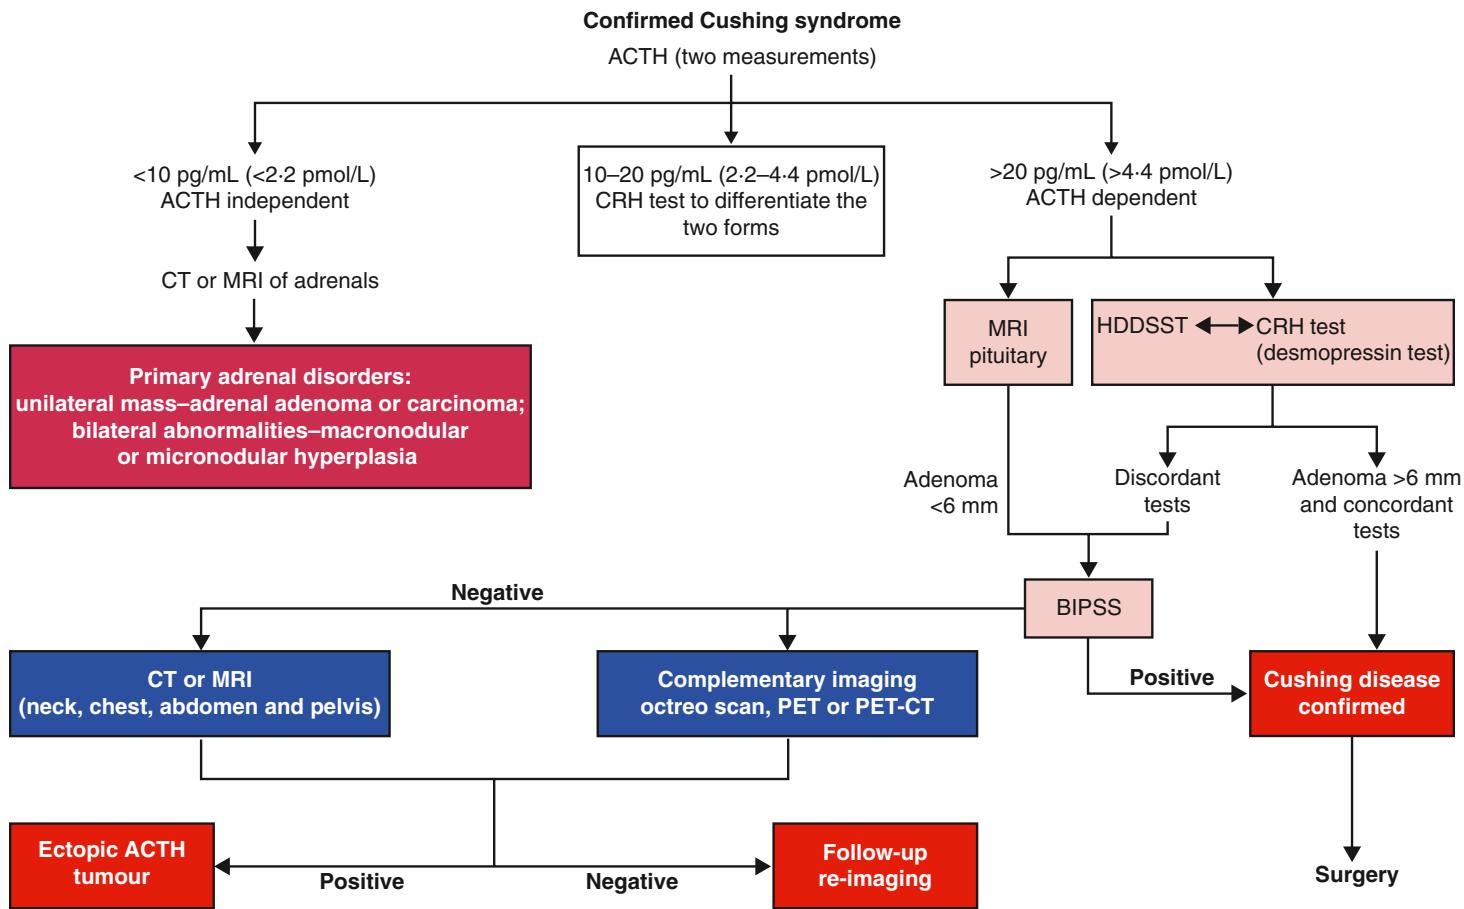 Confirmed Cushing syndrome
ACTH (two measurements)
<10 pg/mL (<2·2 pmol/L)
ACTH independent
10–20 pg/mL (2·2–4·4 pmol/L)
CRH test to differentiate the
two forms
>20 pg/mL (>4·4 pmol/L)
ACTH dependent
CT or MRI of adrenals
MRI
pituitary
HDDSST
CRH test
(desmopressin test)
Primary adrenal disorders:
unilateral mass–adrenal adenoma or carcinoma;
bilateral abnormalities–macronodular
or micronodular hyperplasia
Adenoma
<6 mm
Discordant
tests
Adenoma >6 mm
and concordant
tests
Negative
BIPSS
CT or MRI
(neck, chest, abdomen and pelvis)
Complementary imaging
octreo scan, PET or PET-CT
Positive
Cushing disease
confirmed
Ectopic ACTH
tumour
Positive
Negative
Follow-up
re-imaging
Surgery